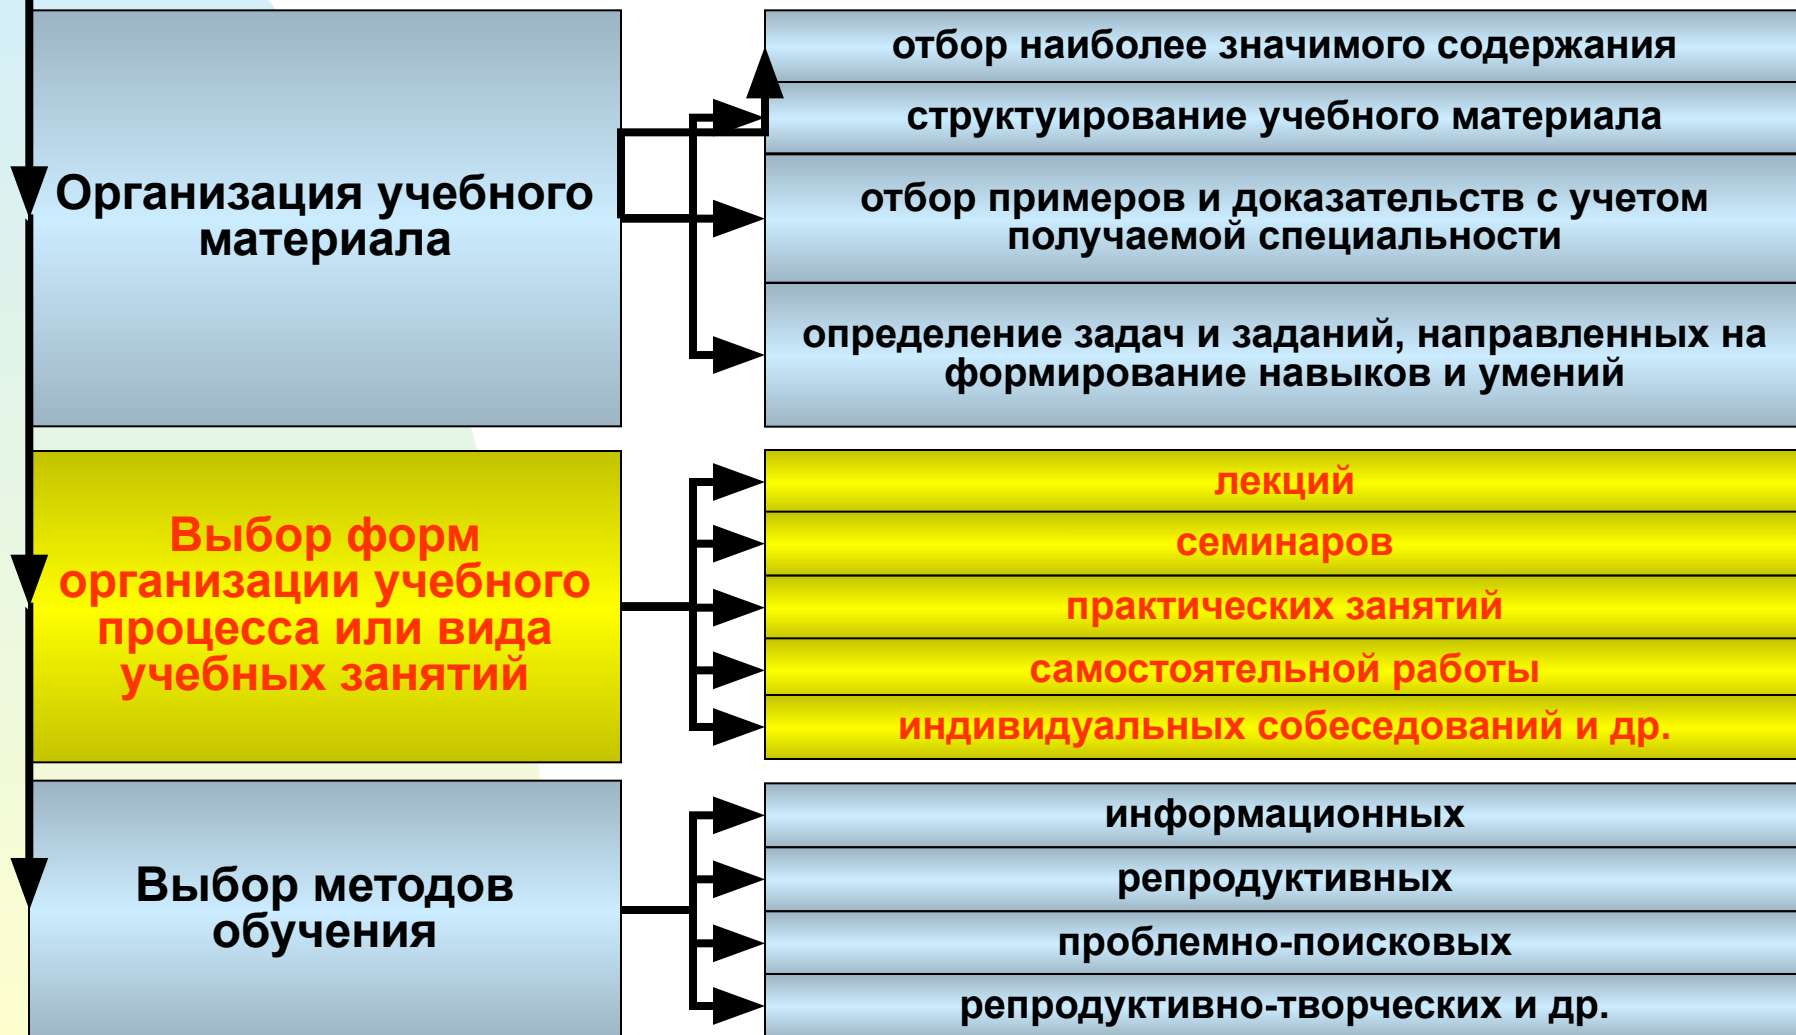 Организация учебного
материала
отбор наиболее значимого содержания
структуирование учебного материала
отбор примеров и доказательств с учетом
получаемой специальности
определение задач и заданий, направленных на
формирование навыков и умений
Выбор форм
организации учебного
процесса или вида
учебных занятий
лекций
семинаров
практических занятий
самостоятельной работы
индивидуальных собеседований и др.
Выбор методов
обучения
информационных
репродуктивных
проблемно-поисковых
репродуктивно-творческих и др.